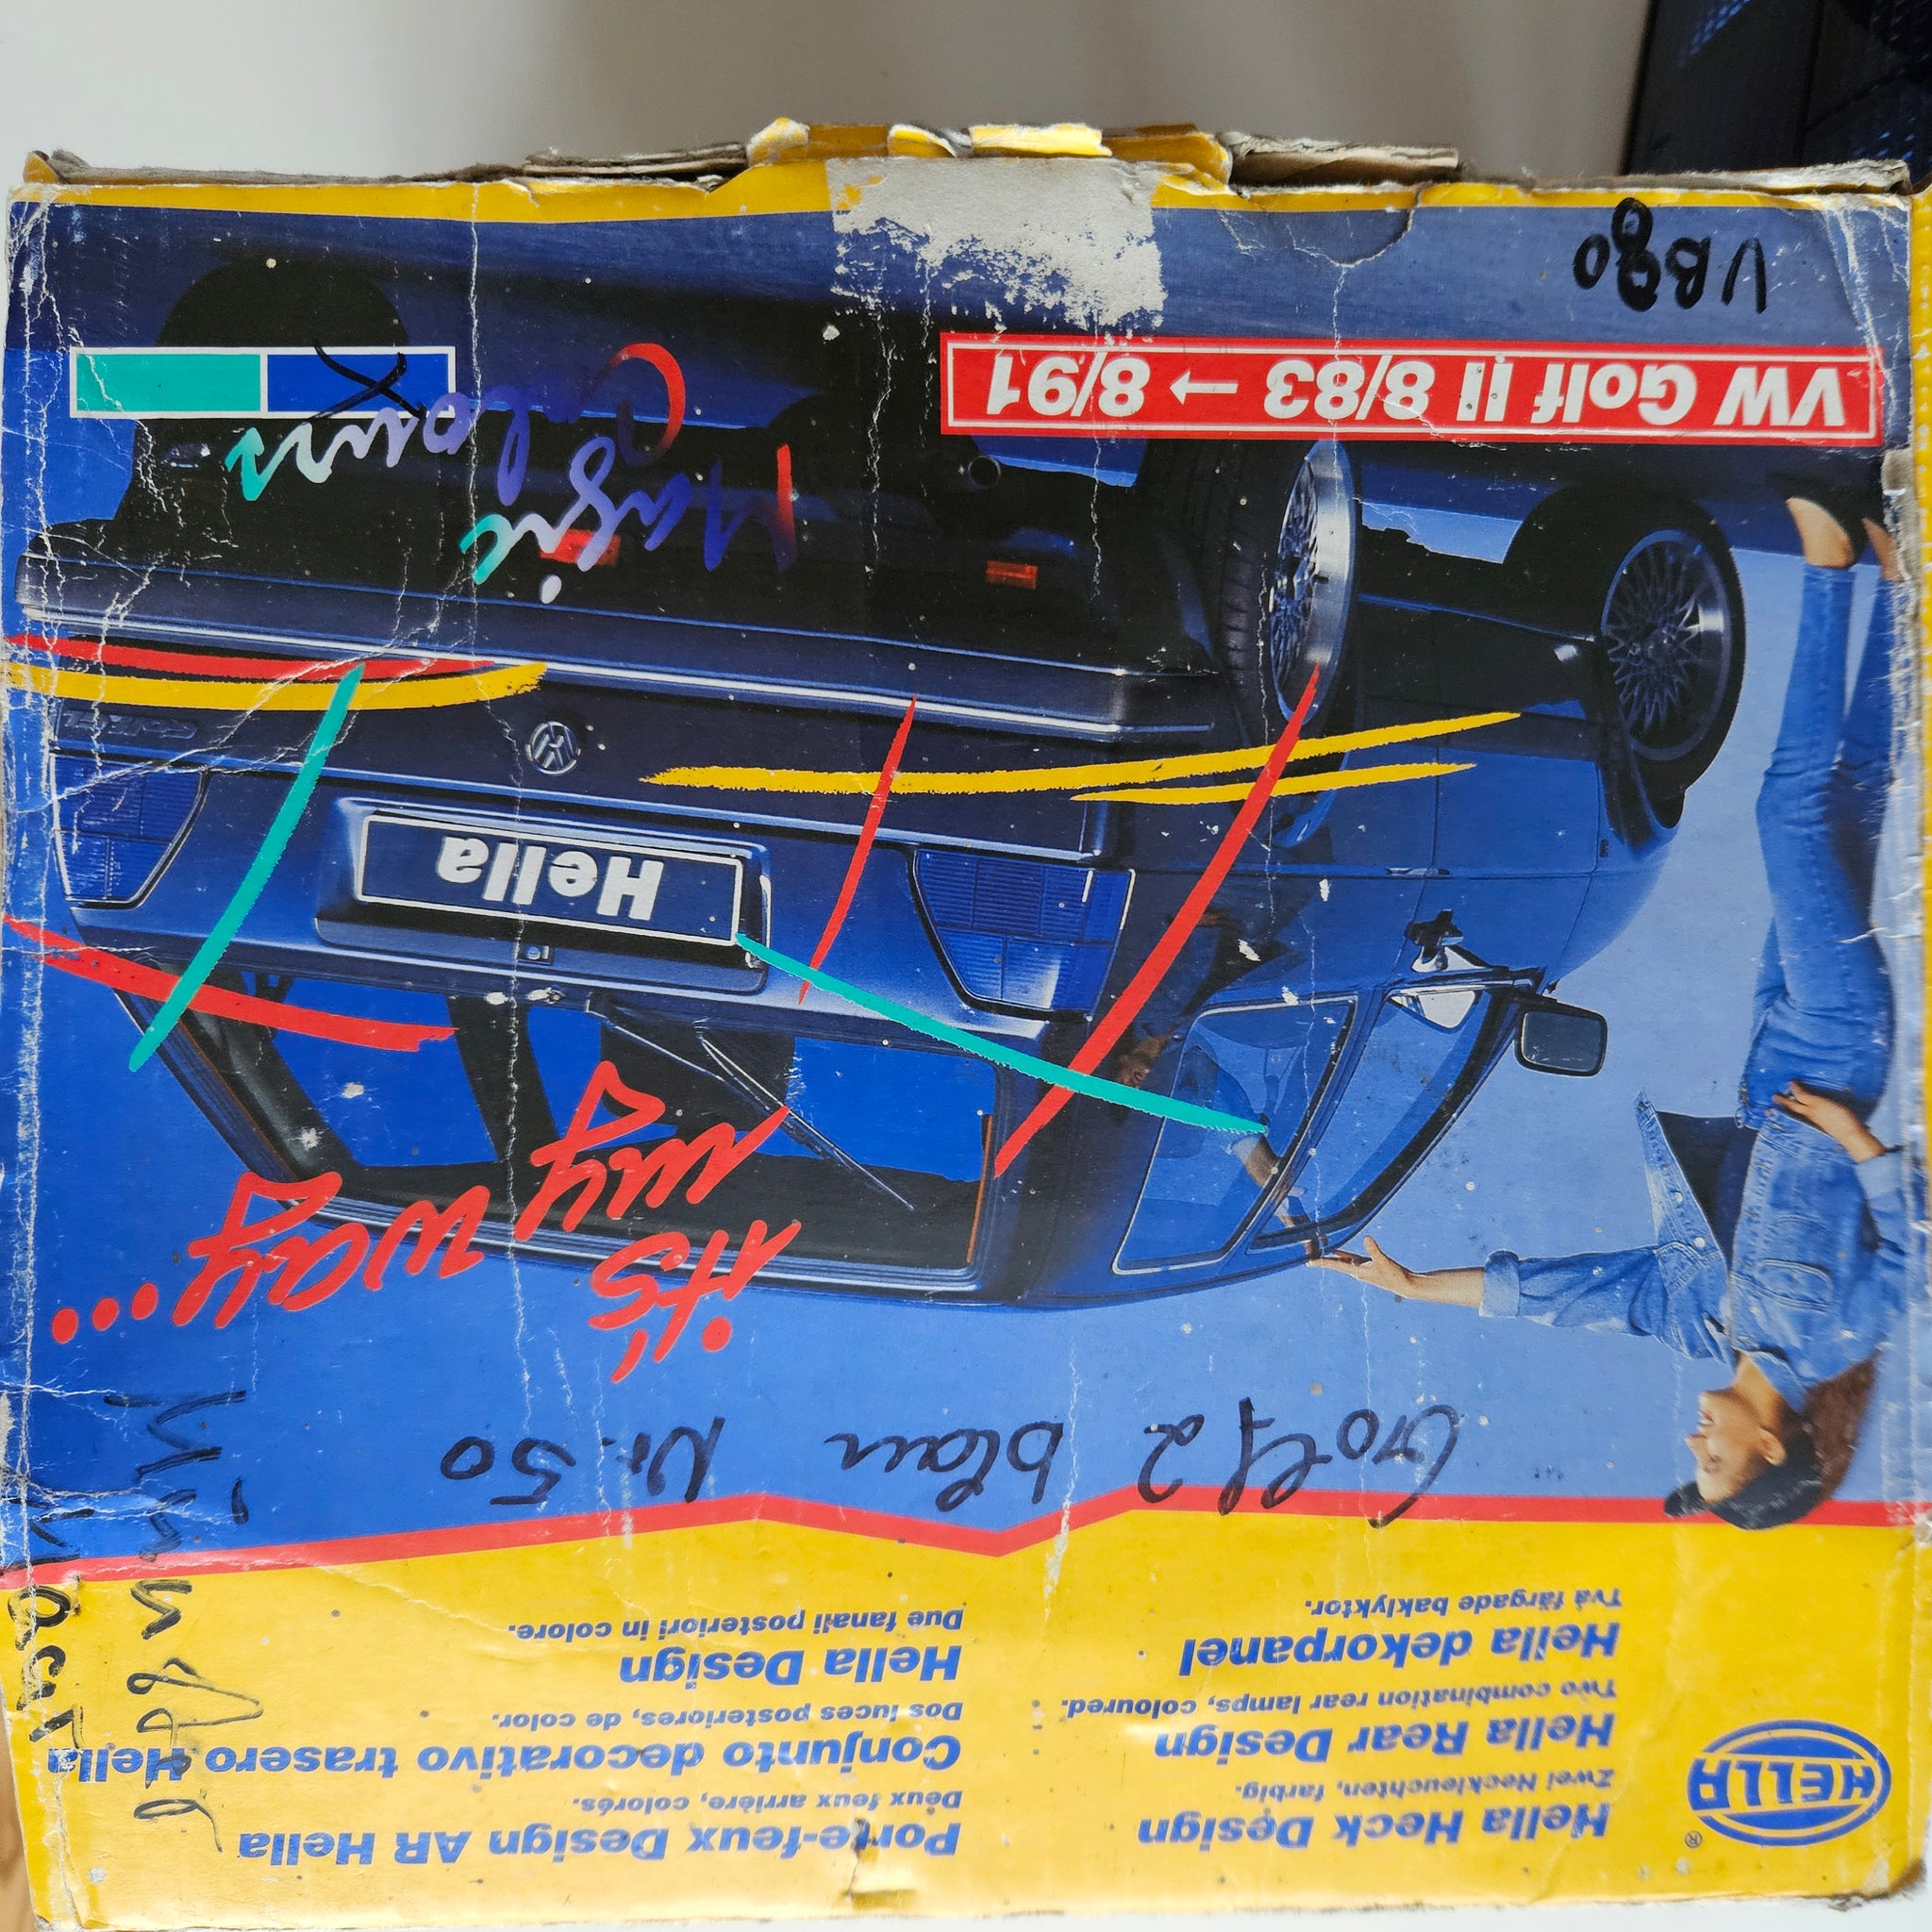 HELLA
®
Hella Heck Design
Zwei Heckleuchten, farbig.
Hella Rear Design
Two combination rear lamps, coloured.
Hella dekorpanel
Två färgade baklyktor.
Porte-feux Design AR Hella
Deux feux arrière, colorés.
Conjunto decorativo trasero Hella
Dos luces posteriores, de color.
Hella Design
Due fanali posteriori in colore.
Golf 2 blau Nr. 50
it's
my
way...
Hella
Magic
Colours
VW Golf II 8/83 → 8/91